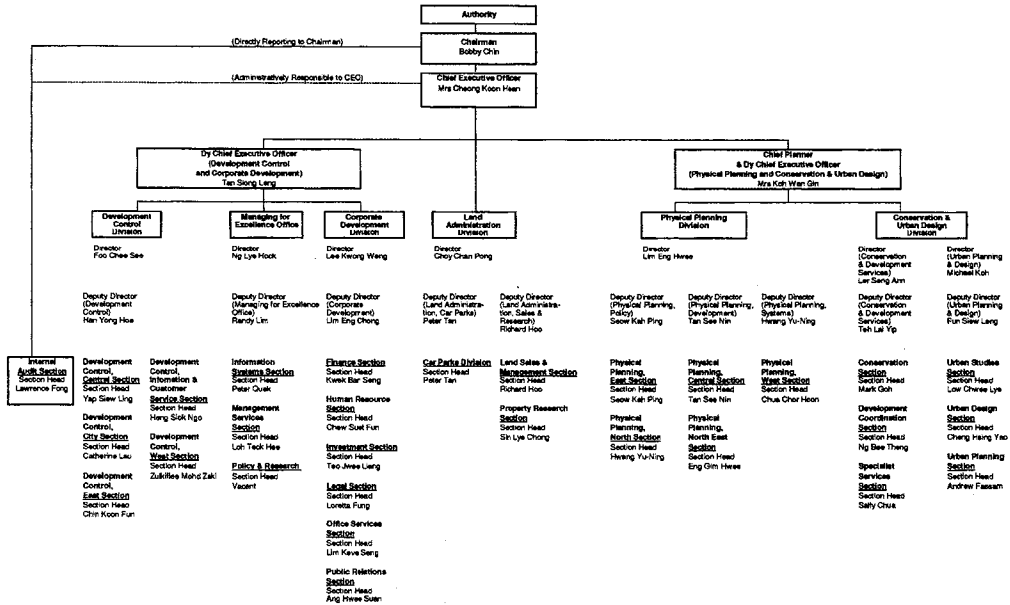 Authority
(Directly Reporting to Chairman)
Chairman
Bobby Chin
(Administratively Responsible to CEO)
Chief Executive Officer
Mrs Cheong Koon Hean
Dy Chief Executive Officer
(Development Control
and Corporate Development)
Tan Siong Leng
Chief Planner
& Dy Chief Executive Officer
(Physical Planning and Conservation & Urban Design)
Mrs Koh Wen Gin
Development
Control
Division
Director
Foo Chee See
Deputy Director
(Development
Control)
Han Yong Hoe
Managing for
Excellence Office
Director
Ng Lye Hock
Deputy Director
(Managing for Excellence
Office)
Randy Lim
Corporate
Development
Division
Director
Lee Kwong Weng
Deputy Director
(Corporate
Development)
Lim Eng Chong
Land
Administration
Division
Director
Choy Chan Pong
Deputy Director
(Land Administra-
tion, Car Parks)
Peter Tan
Deputy Director
(Land Administra-
tion, Sales &
Research)
Richard Hoo
Physical Planning
Division
Director
Lim Eng Hwee
Deputy Director
(Physical Planning,
Policy)
Seow Kah Ping
Deputy Director
(Physical Planning,
Development)
Tan See Nin
Deputy Director
(Physical Planning,
Systems)
Hwang Yu-Ning
Conservation &
Urban Design
Division
Director
(Conservation
& Development
Services)
Ler Seng Ann
Director
(Urban Planning
& Design)
Michael Koh
Deputy Director
(Conservation
& Development
Services)
Teh Lai Yip
Deputy Director
(Urban Planning
& Design)
Fun Siew Leng
Internal
Audit Section
Section Head
Lawrence Fong
Development
Control,
Central Section
Section Head
Yap Siew Ling
Development
Control,
City Section
Section Head
Catherine Lau
Development
Control,
East Section
Section Head
Chin Koon Fun
Development
Control,
Information &
Customer
Service Section
Section Head
Heng Siok Ngo
Development
Control,
West Section
Section Head
Zulkiflee Mohd Zaki
Information
Systems Section
Section Head
Peter Quek
Management
Services
Section
Section Head
Loh Teck Hee
Policy & Research
Section Head
Vacant
Finance Section
Section Head
Kwek Bar Seng
Human Resource
Section
Section Head
Chew Suet Fun
Investment Section
Section Head
Teo Jwee Liang
Legal Section
Section Head
Loretta Fung
Office Services
Section
Section Head
Lim Keve Seng
Public Relations
Section
Section Head
Ang Hwee Suan
Car Parks Division
Section Head
Peter Tan
Land Sales &
Management Section
Section Head
Richard Hoo
Property Research
Section
Section Head
Sin Lye Chong
Physical
Planning,
East Section
Section Head
Seow Kah Ping
Physical
Planning,
North Section
Section Head
Hwang Yu-Ning
Physical
Planning,
Central Section
Section Head
Tan See Nin
Physical
Planning,
North East
Section
Section Head
Eng Gim Hwee
Physical
Planning,
West Section
Section Head
Chua Chor Hoon
Conservation
Section
Section Head
Mark Goh
Development
Coordination
Section
Section Head
Ng Bee Theng
Specialist
Services
Section
Section Head
Sally Chua
Urban Studies
Section
Section Head
Low Chwee Lye
Urban Design
Section
Section Head
Cheng Hsing Yao
Urban Planning
Section
Section Head
Andrew Fassam